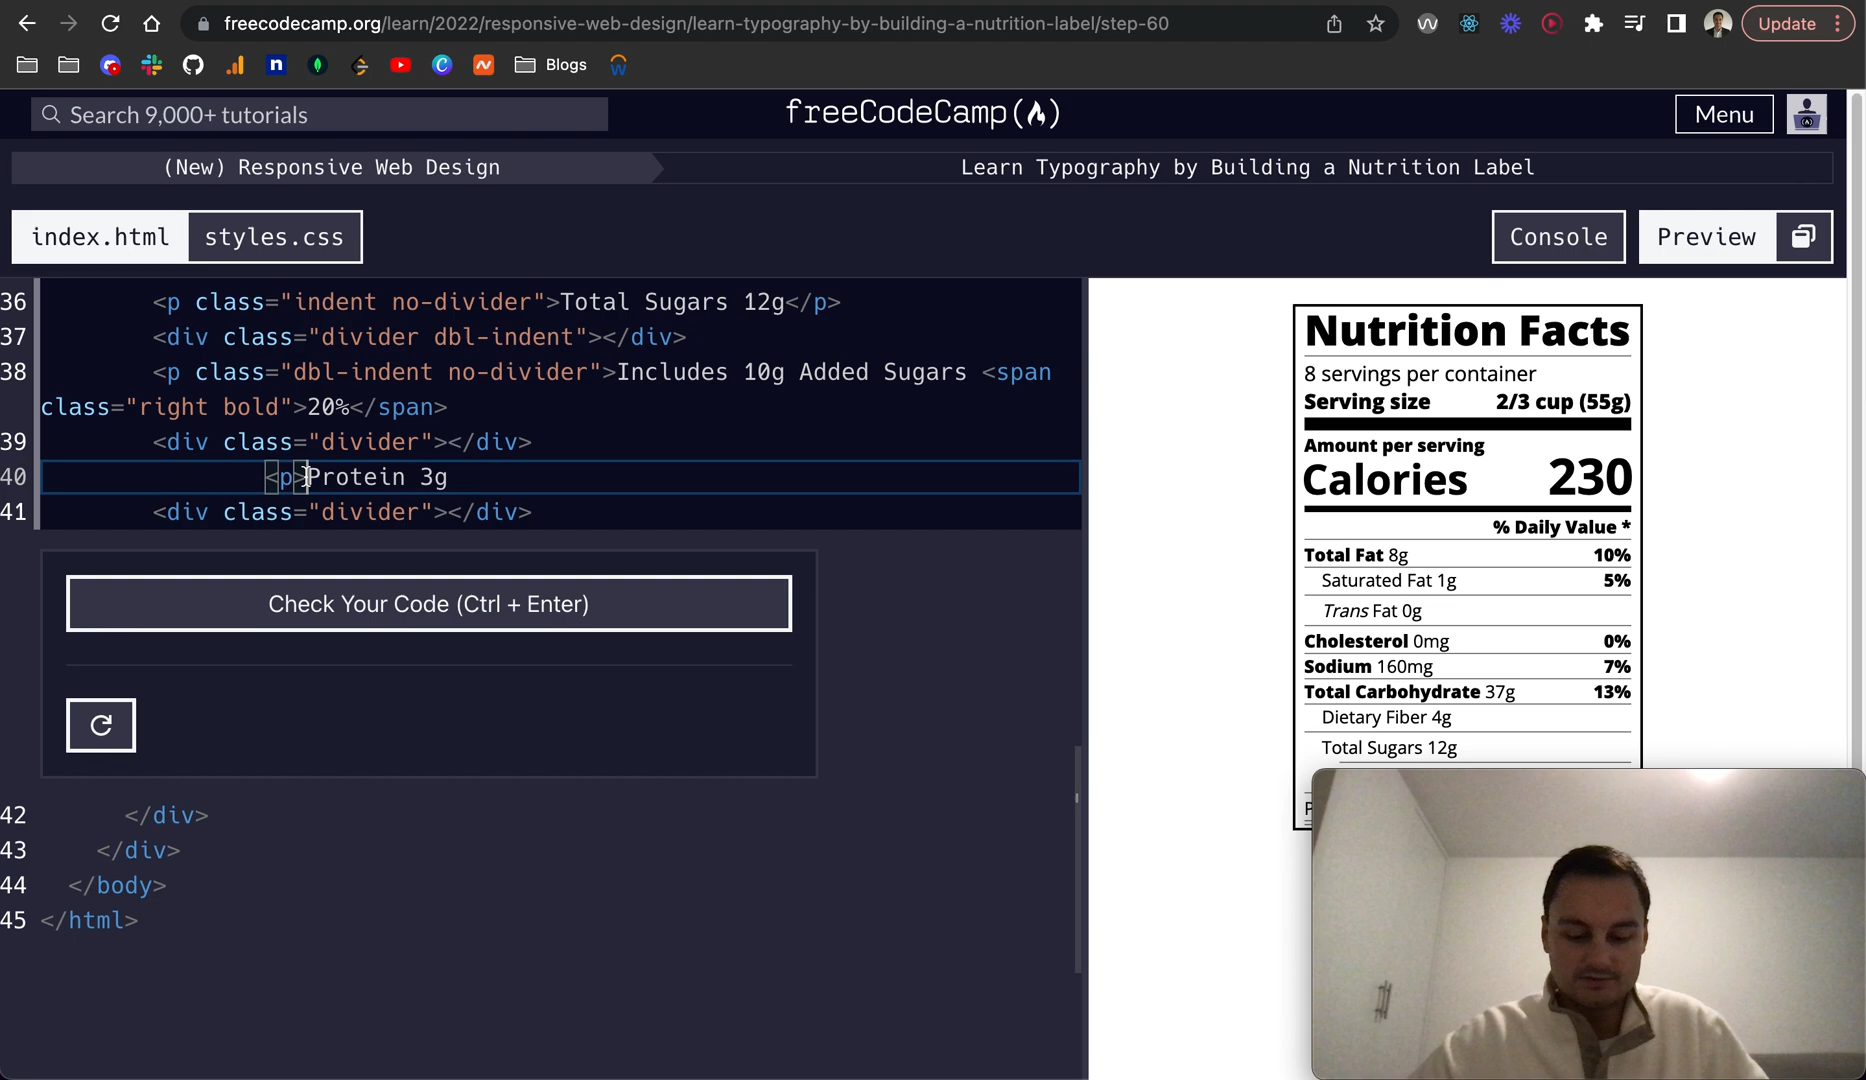 freecodecamp.org/learn/2022/responsive-web-design/learn-typography-by-building-a-nutrition-label/step-60
Update
Blogs
Search 9,000+ tutorials
freeCodeCamp
Menu
(New) Responsive Web Design
Learn Typography by Building a Nutrition Label
index.html
styles.css
Console
Preview
36 <p class="indent no-divider">Total Sugars 12g</p>
37 <div class="divider dbl-indent"></div>
38 <p class="dbl-indent no-divider">Includes 10g Added Sugars <span
class="right bold">20%</span>
39 <div class="divider"></div>
40 <p>Protein 3g
41 <div class="divider"></div>
Check Your Code (Ctrl + Enter)
42 </div>
43 </div>
44 </body>
45 </html>
Nutrition Facts
8 servings per container
Serving size 2/3 cup (55g)
Amount per serving
Calories 230
% Daily Value *
Total Fat 8g 10%
Saturated Fat 1g 5%
Trans Fat 0g
Cholesterol 0mg 0%
Sodium 160mg 7%
Total Carbohydrate 37g 13%
Dietary Fiber 4g
Total Sugars 12g